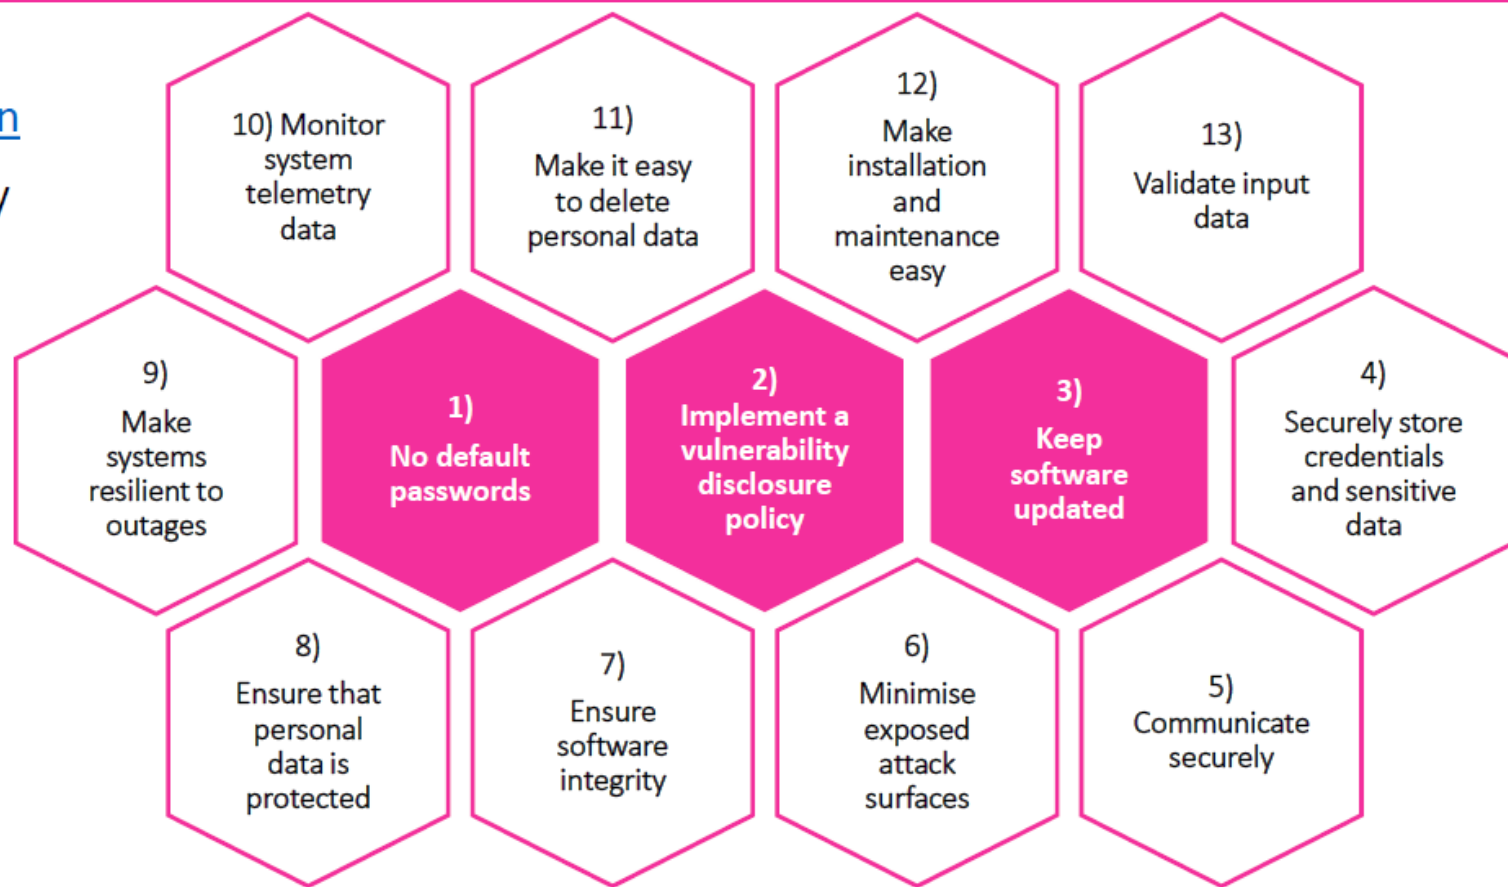 n
y
10) Monitor
system
telemetry
data
11)
Make it easy
to delete
personal data
12)
Make
installation
and
maintenance
easy
13)
Validate input
data
9)
Make
systems
resilient to
outages
1)
No default
passwords
2)
Implement a
vulnerability
disclosure
policy
3)
Keep
software
updated
4)
Securely store
credentials
and sensitive
data
8)
Ensure that
personal
data is
protected
7)
Ensure
software
integrity
6)
Minimise
exposed
attack
surfaces
5)
Communicate
securely